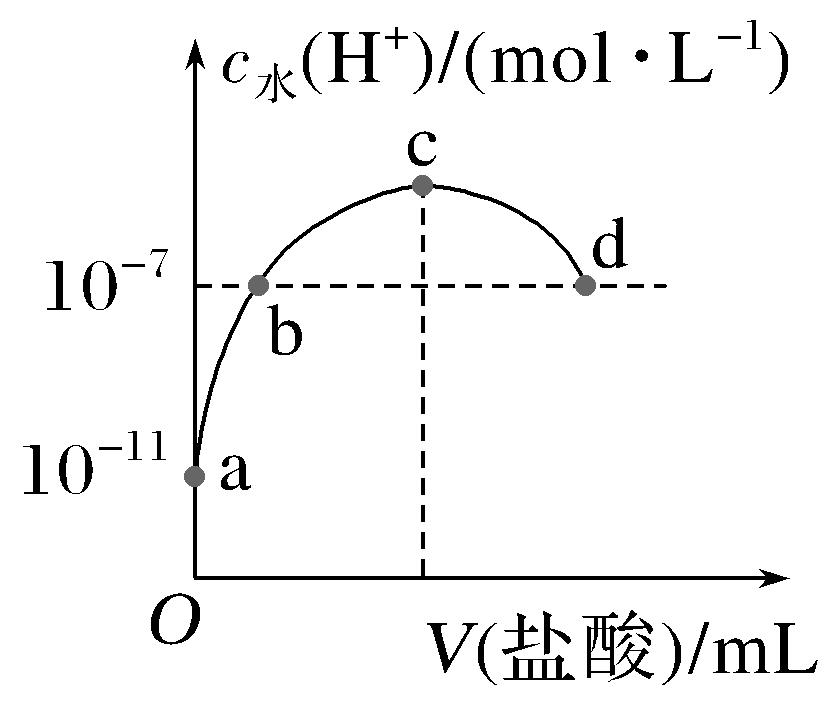 c水(H⁺)/(mol·L⁻¹)
c
10⁻⁷
d
b
10⁻¹¹
a
O
V(盐酸)/mL